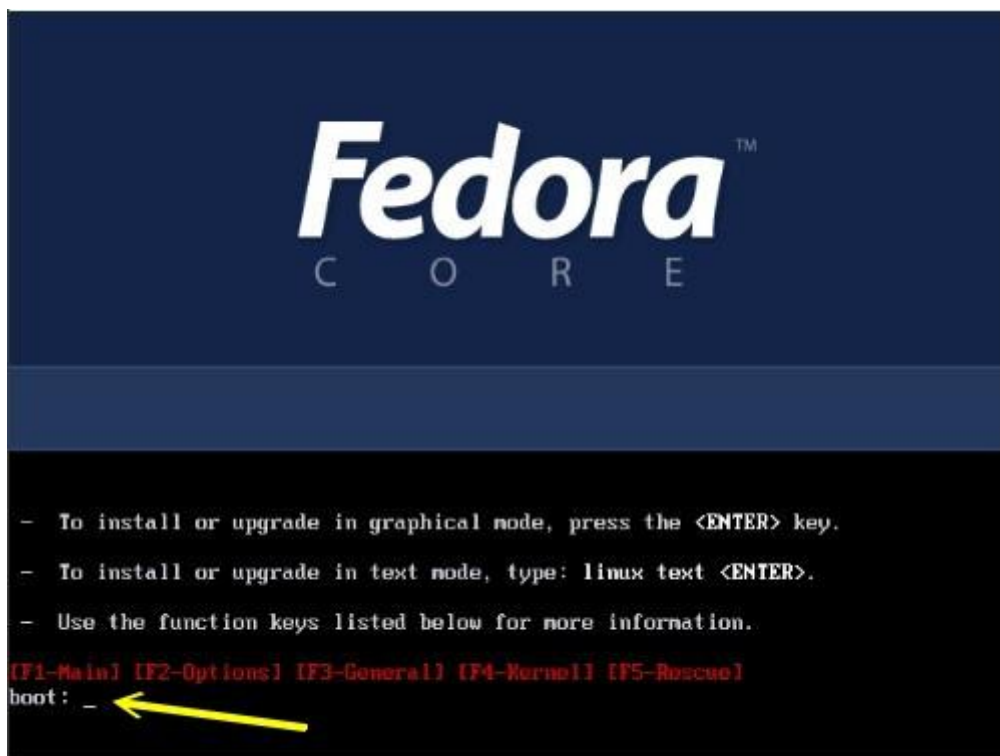 Fedora™
CORE
- To install or upgrade in graphical mode, press the <ENTER> key.
- To install or upgrade in text mode, type: linux text <ENTER>.
- Use the function keys listed below for more information.
[F1-Main] [F2-Options] [F3-General] [F4-Kernel] [F5-Rescue]
boot: _